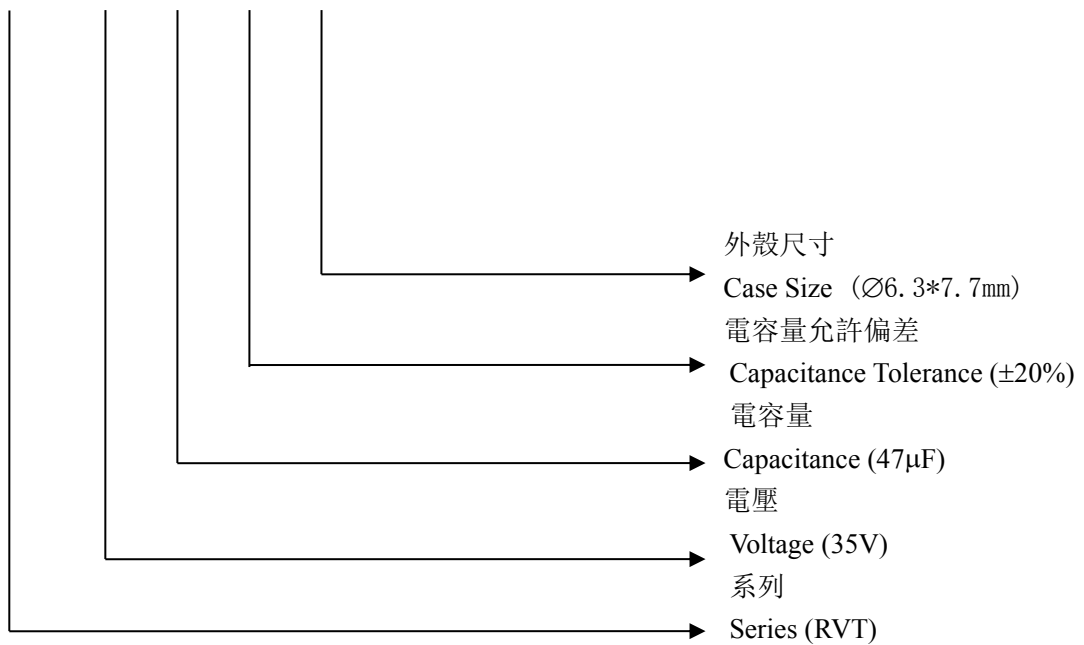 外殼尺寸
Case Size (∅6.3*7.7mm)
電容量允許偏差
Capacitance Tolerance (±20%)
電容量
Capacitance (47μF)
電壓
Voltage (35V)
系列
Series (RVT)